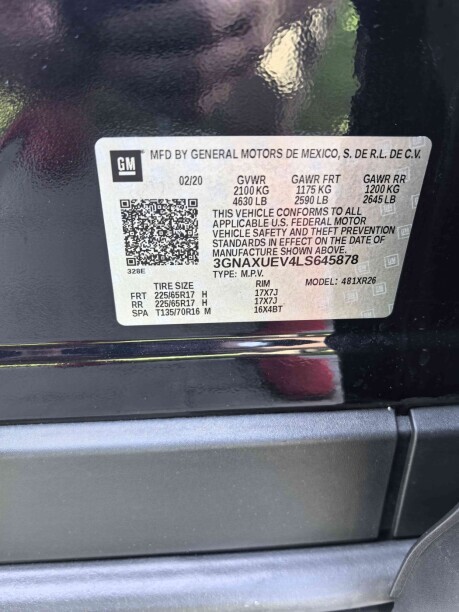 GM MFD BY GENERAL MOTORS DE MEXICO, S. DE R.L. DE C.V.
02/20 GVWR GAWR FRT GAWR RR
2100 KG 1175 KG 1200 KG
4630 LB 2590 LB 2645 LB
THIS VEHICLE CONFORMS TO ALL
APPLICABLE U.S. FEDERAL MOTOR
VEHICLE SAFETY AND THEFT PREVENTION
STANDARDS IN EFFECT ON THE DATE OF
MANUFACTURE SHOWN ABOVE.
3GNAXUEV4LS645878
328E TYPE: M.P.V.
MODEL: 481XR26
TIRE SIZE RIM
FRT 225/65R17 H 17X7J
RR 225/65R17 H 17X7J
SPA T135/70R16 M 16X4BT